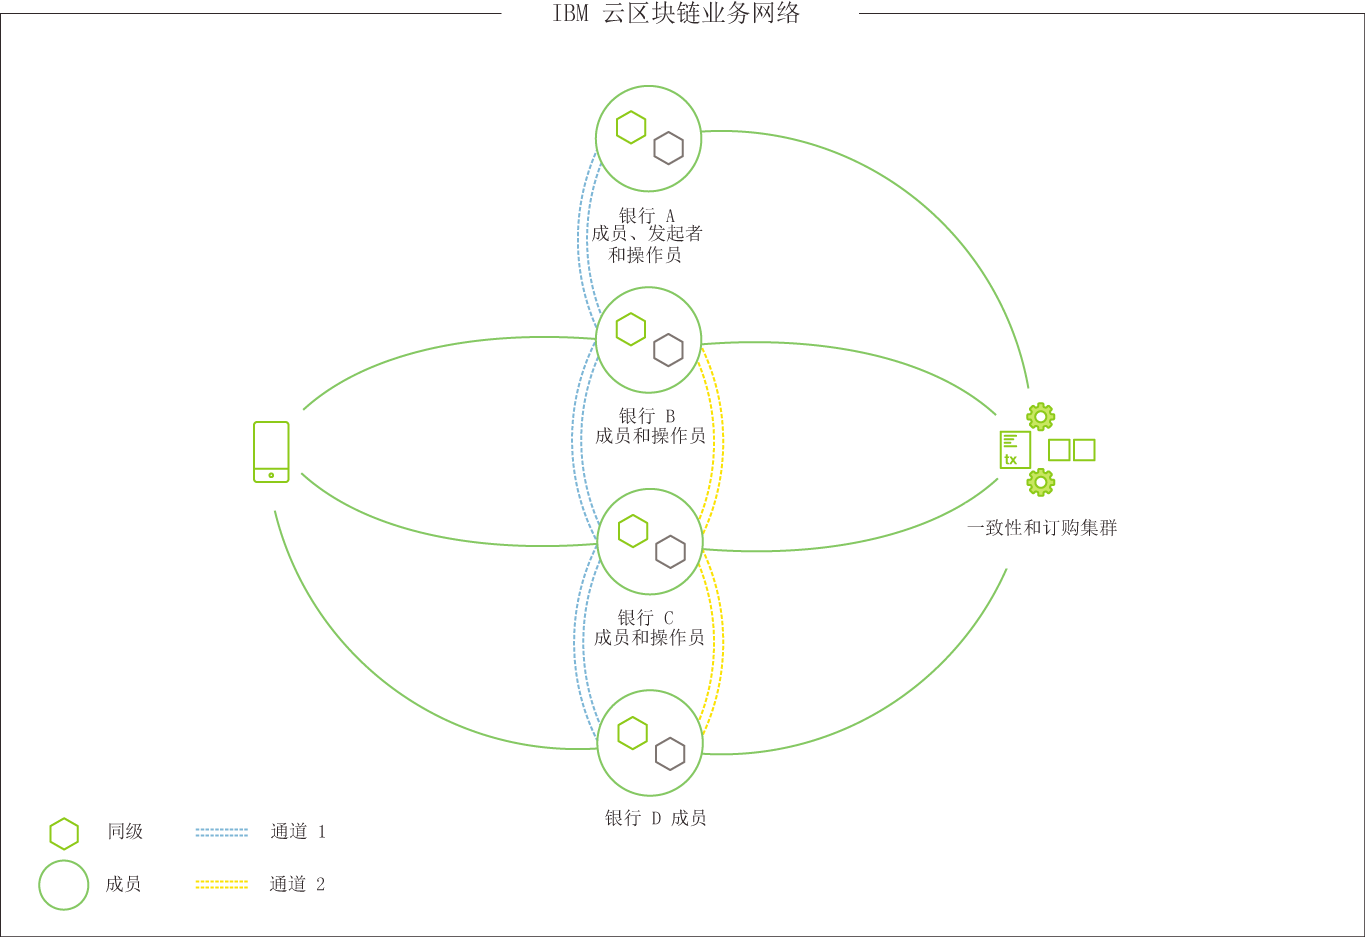 IBM 云区块链业务网络
银行 A
成员、发起者
和操作员
银行 B
成员和操作员
tx
一致性和订购集群
银行 C
成员和操作员
银行 D 成员
同级
通道 1
成员
通道 2